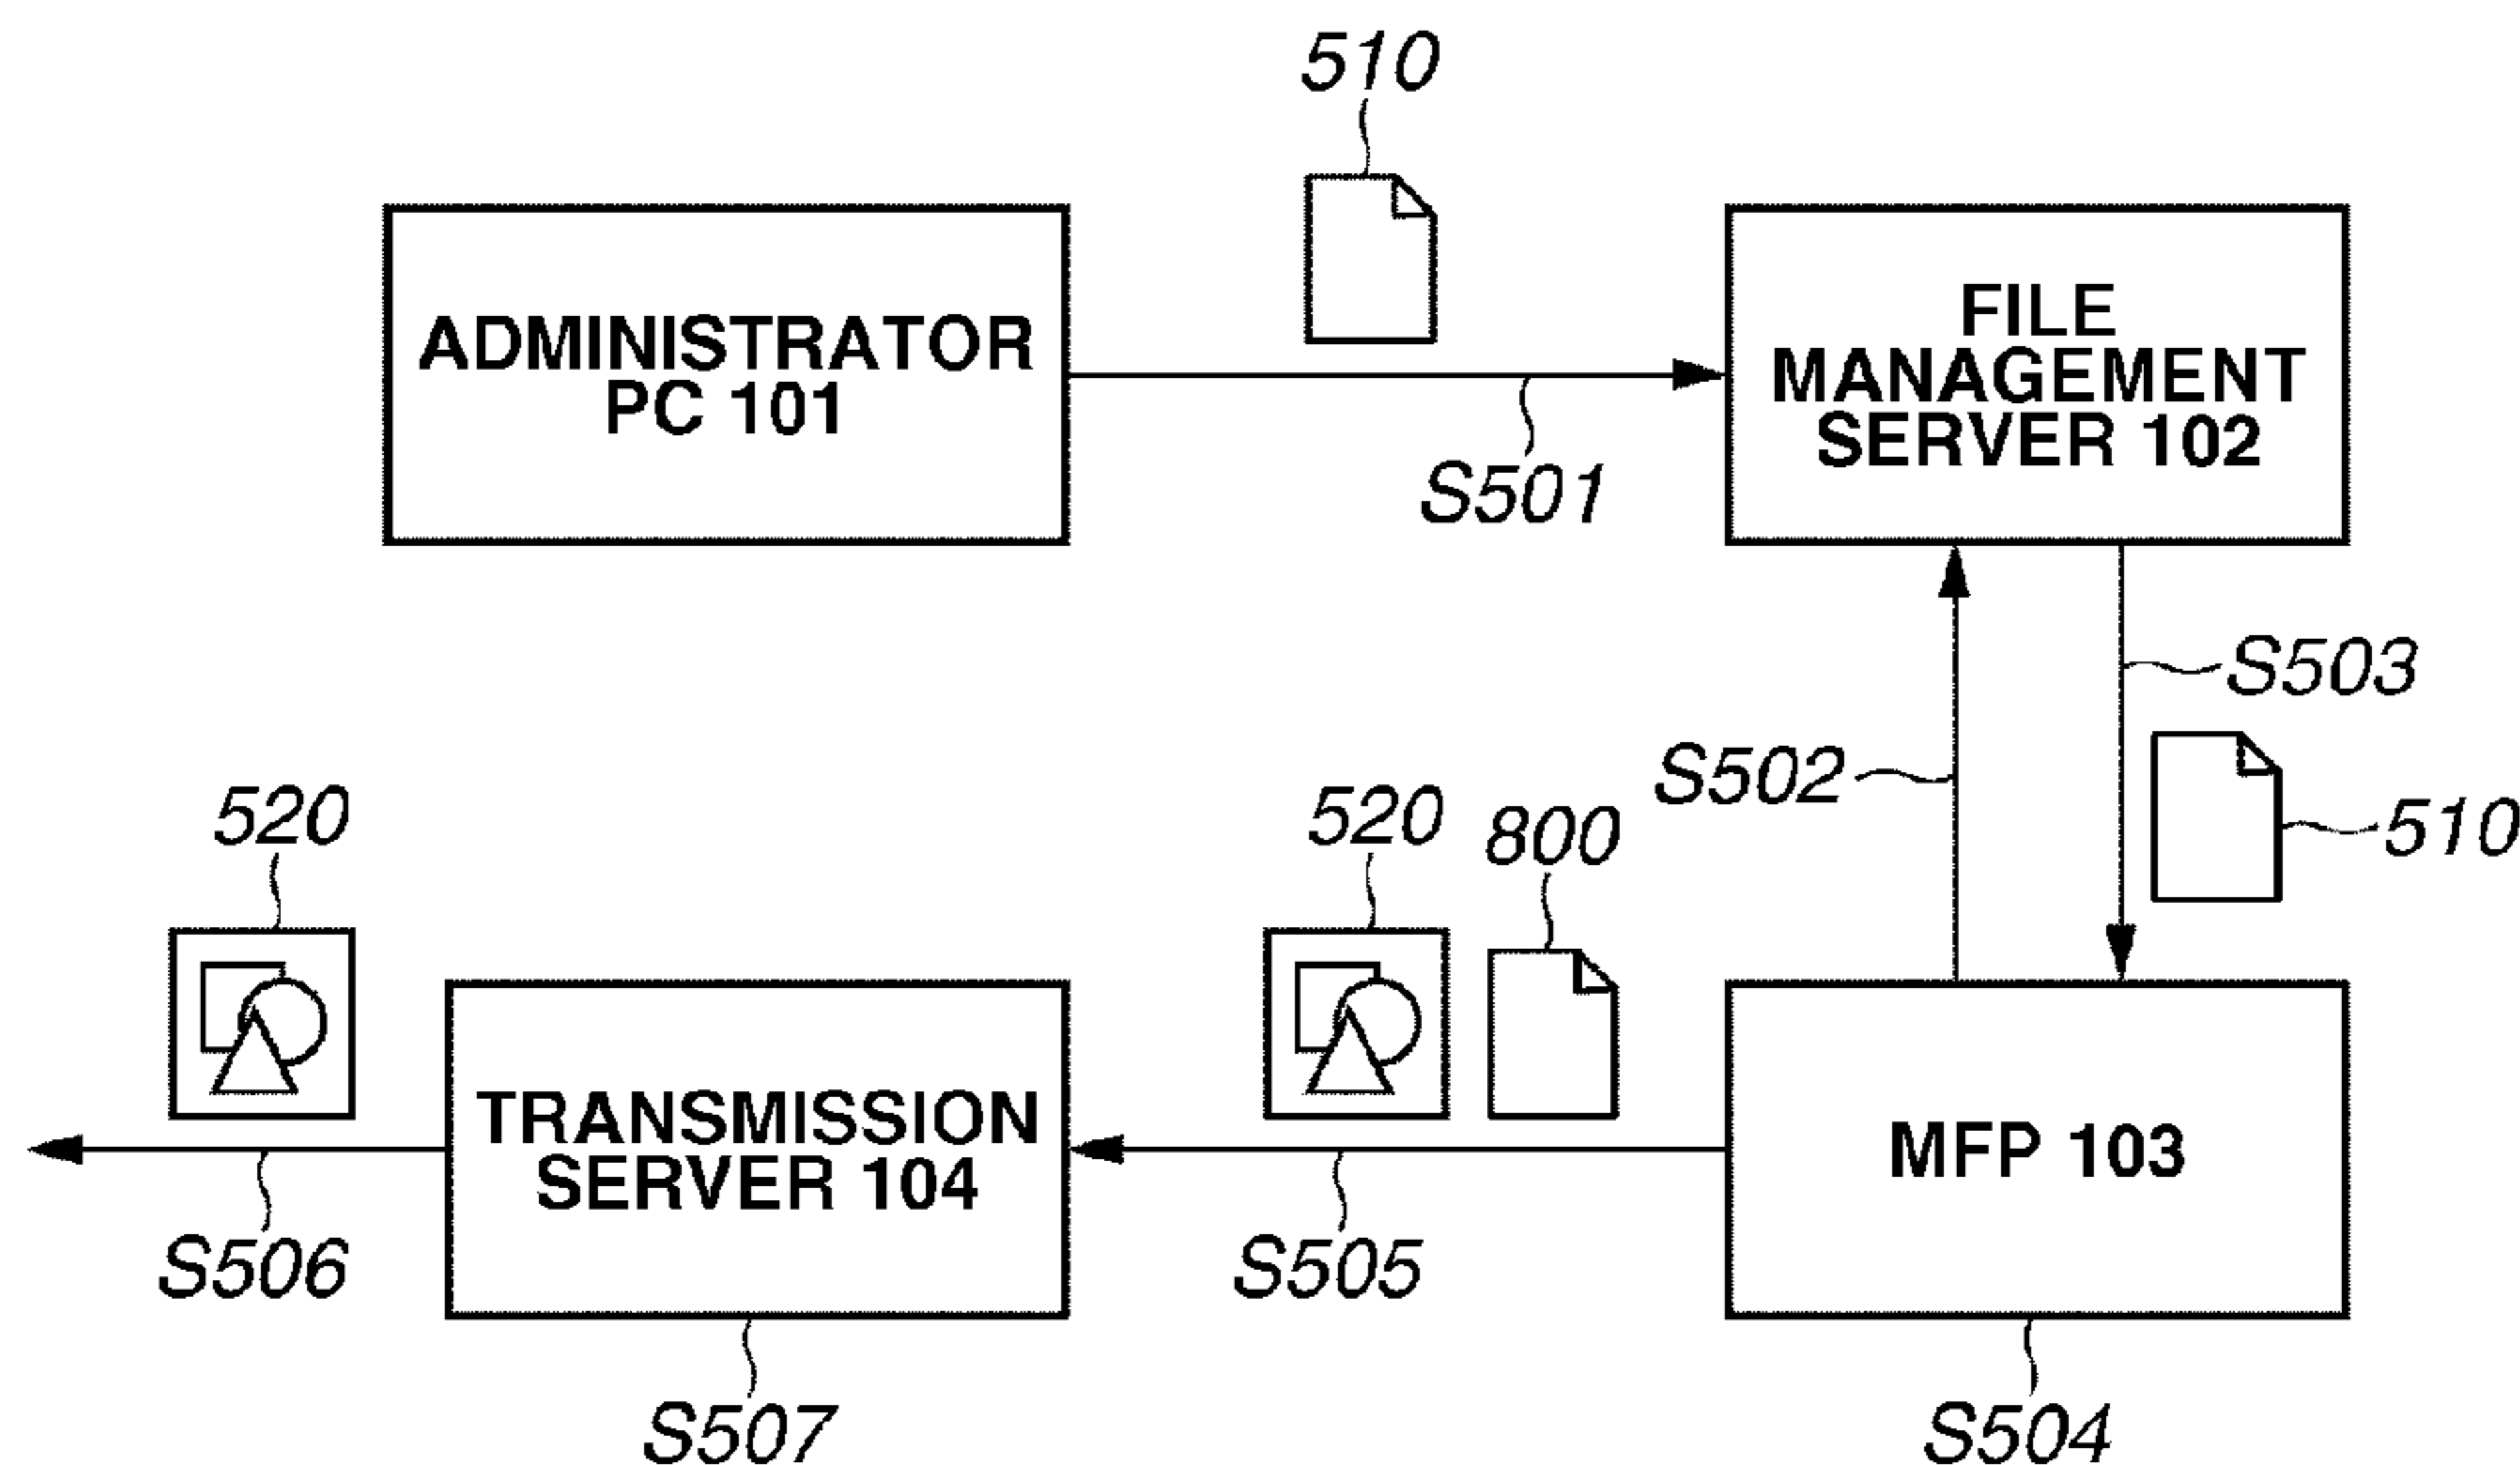 510
ADMINISTRATOR
PC 101
FILE
MANAGEMENT
SERVER 102
S501
S503
S502
510
520
520
800
TRANSMISSION
SERVER 104
MFP 103
S506
S505
S507
S504